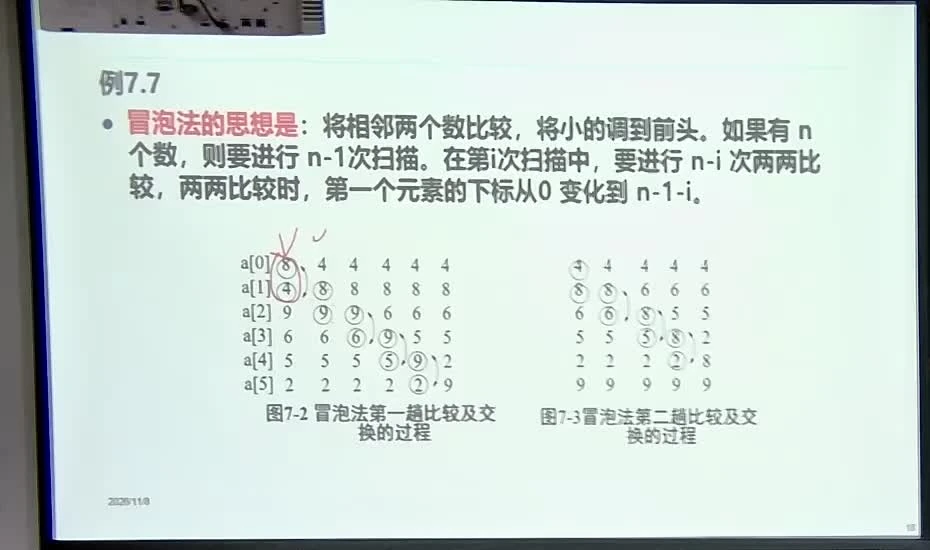 例7.7
• 冒泡法的思想是：将相邻两个数比较，将小的调到前头。如果有 n
个数，则要进行 n-1次扫描。在第i次扫描中，要进行 n-i 次两两比
较，两两比较时，第一个元素的下标从0 变化到 n-1-i。
a[0] 8 4 4 4 4 4
a[1] 4 8 8 8 8 8
a[2] 9 9 9 6 6 6
a[3] 6 6 6 9 5 5
a[4] 5 5 5 5 9 2
a[5] 2 2 2 2 2 9
图7-2 冒泡法第一趟比较及交
换的过程
4 4 4 4 4
8 8 6 6 6
6 6 8 5 5
5 5 5 8 2
2 2 2 2 8
9 9 9 9 9
图7-3冒泡法第二趟比较及交
换的过程